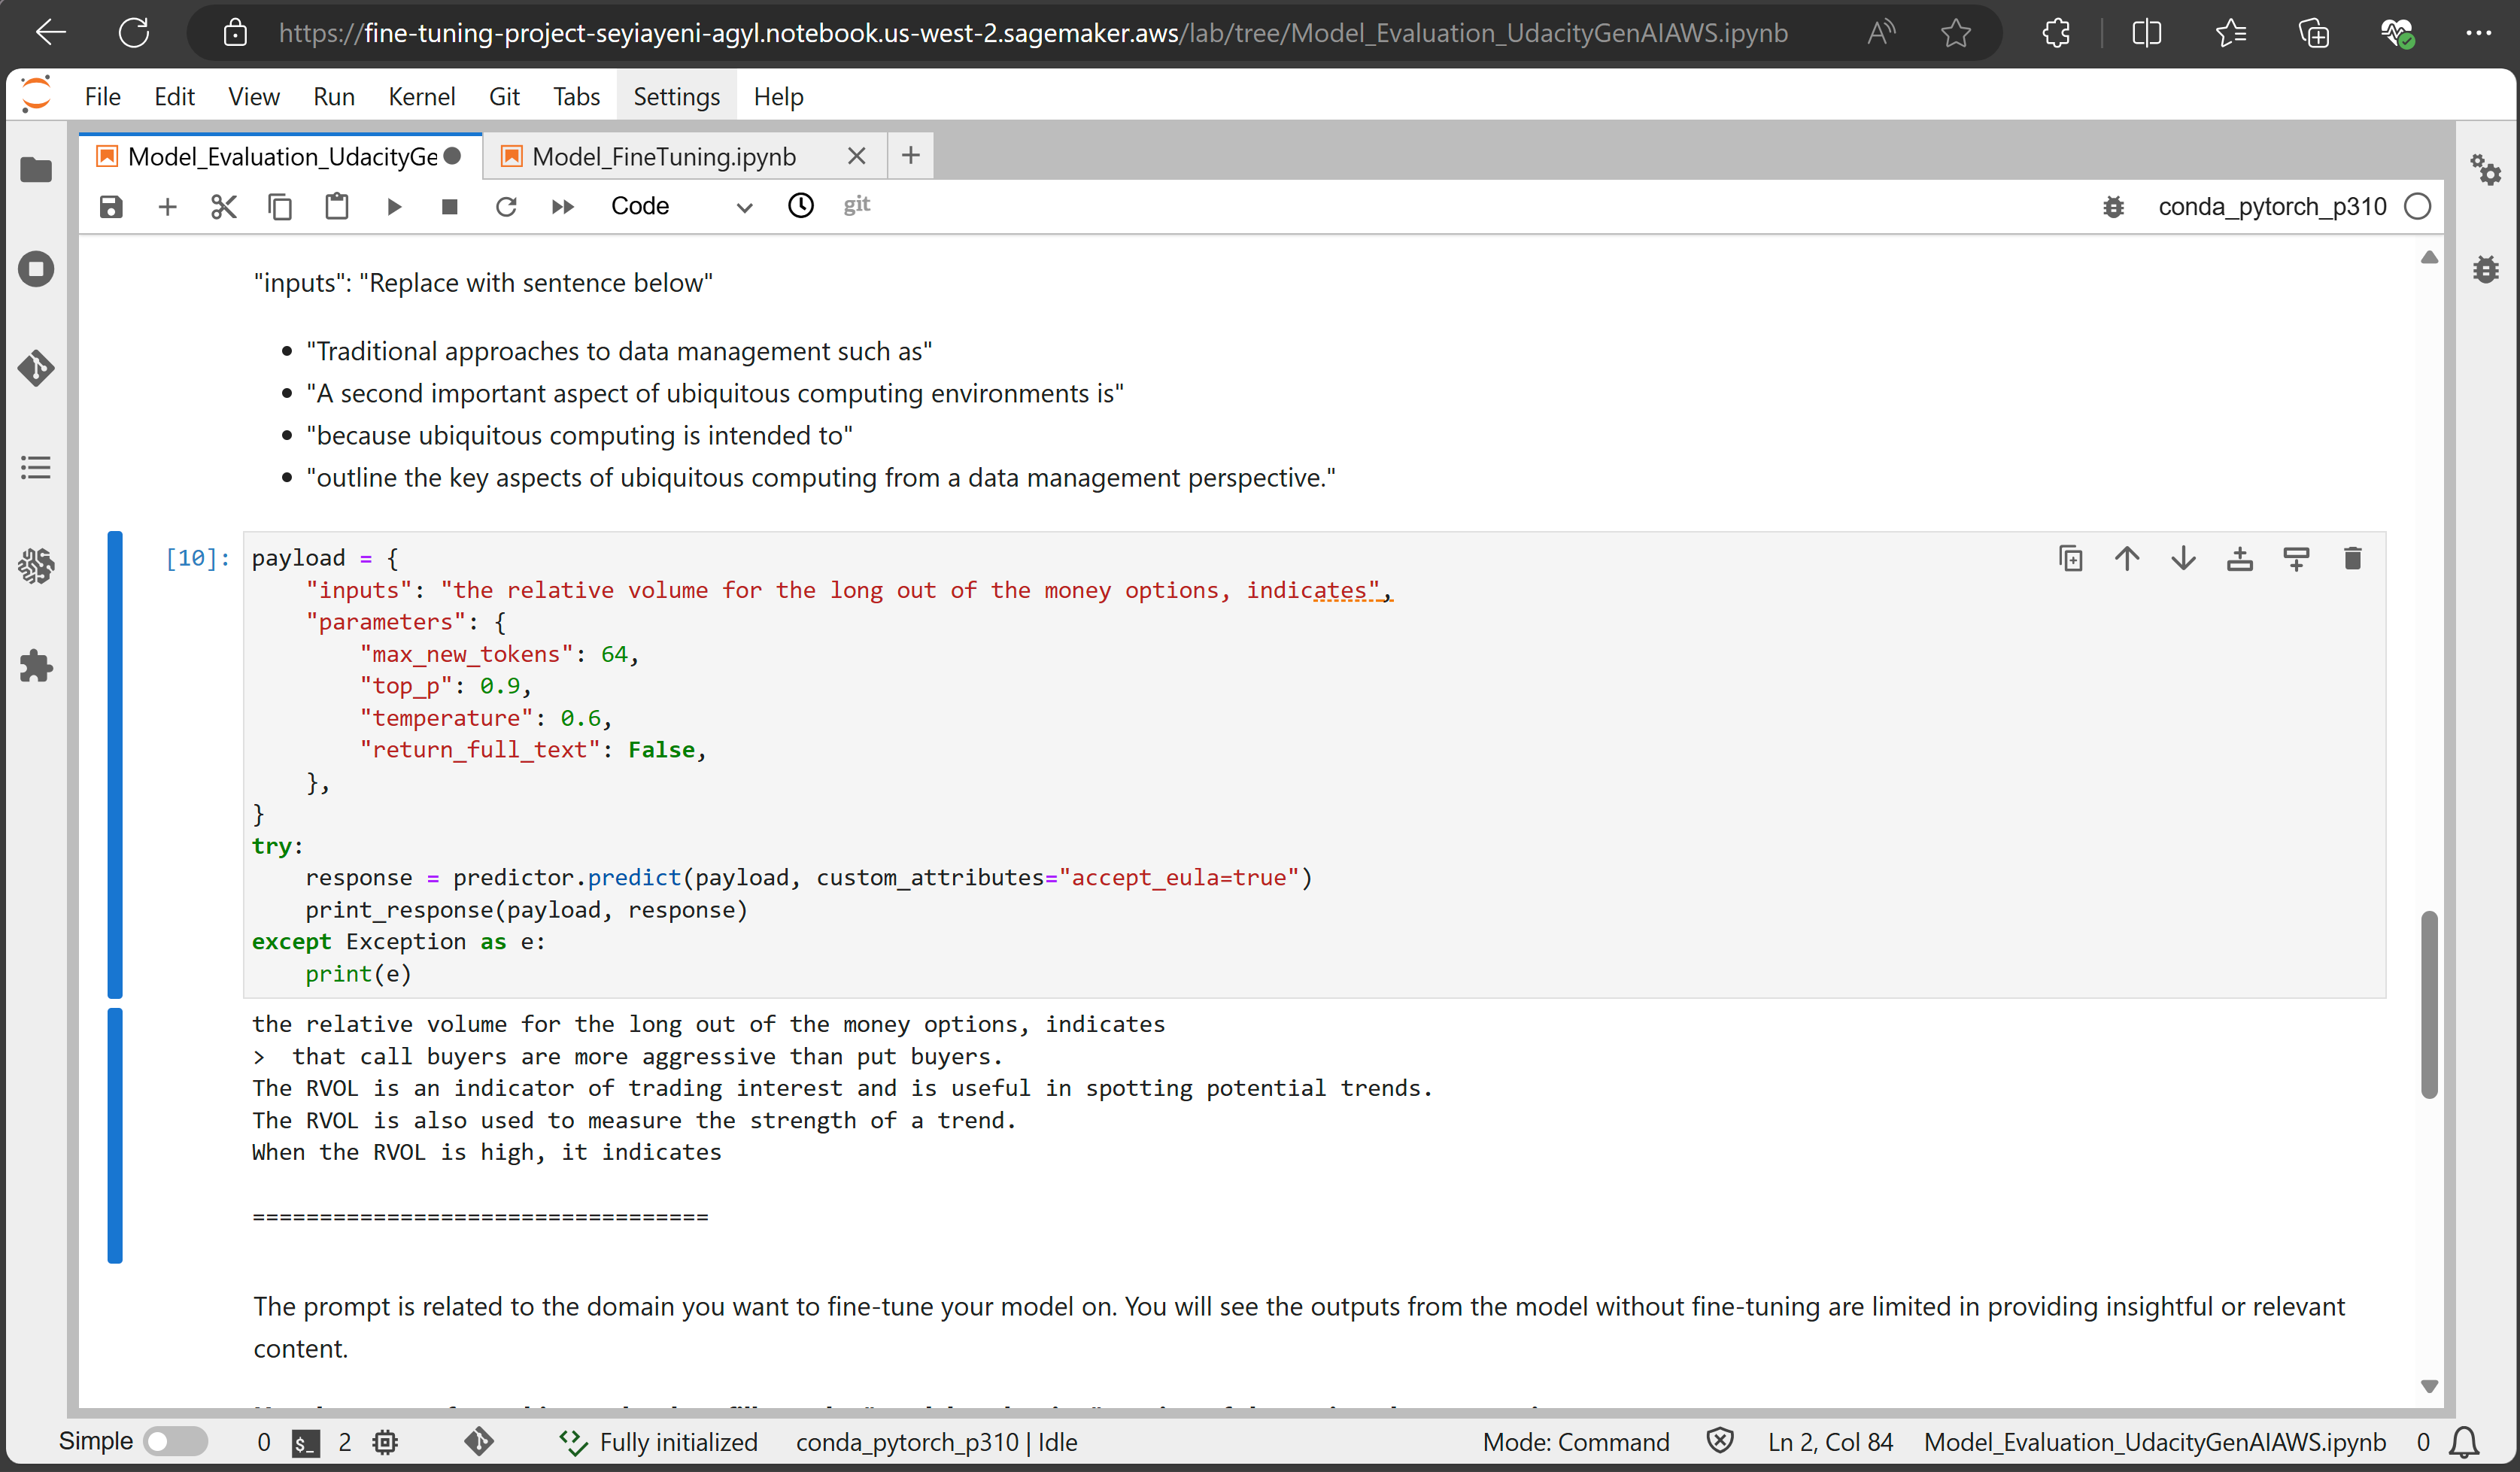 https://fine-tuning-project-seyiayeni-agyl.notebook.us-west-2.sagemaker.aws/lab/tree/Model_Evaluation_UdacityGenAIAWS.ipynb
File Edit View Run Kernel Git Tabs Settings Help
Model_Evaluation_UdacityGe Model_FineTuning.ipynb
Code git conda_pytorch_p310
"inputs": "Replace with sentence below"
• "Traditional approaches to data management such as"
• "A second important aspect of ubiquitous computing environments is"
• "because ubiquitous computing is intended to"
• "outline the key aspects of ubiquitous computing from a data management perspective."
[10]: payload = {
    "inputs": "the relative volume for the long out of the money options, indicates",
    "parameters": {
        "max_new_tokens": 64,
        "top_p": 0.9,
        "temperature": 0.6,
        "return_full_text": False,
    },
}
try:
    response = predictor.predict(payload, custom_attributes="accept_eula=true")
    print_response(payload, response)
except Exception as e:
    print(e)
the relative volume for the long out of the money options, indicates
>  that call buyers are more aggressive than put buyers.
The RVOL is an indicator of trading interest and is useful in spotting potential trends.
The RVOL is also used to measure the strength of a trend.
When the RVOL is high, it indicates
==================================
The prompt is related to the domain you want to fine-tune your model on. You will see the outputs from the model without fine-tuning are limited in providing insightful or relevant
content.
Simple 0 $_ 2 Fully initialized conda_pytorch_p310 | Idle Mode: Command Ln 2, Col 84 Model_Evaluation_UdacityGenAIAWS.ipynb 0